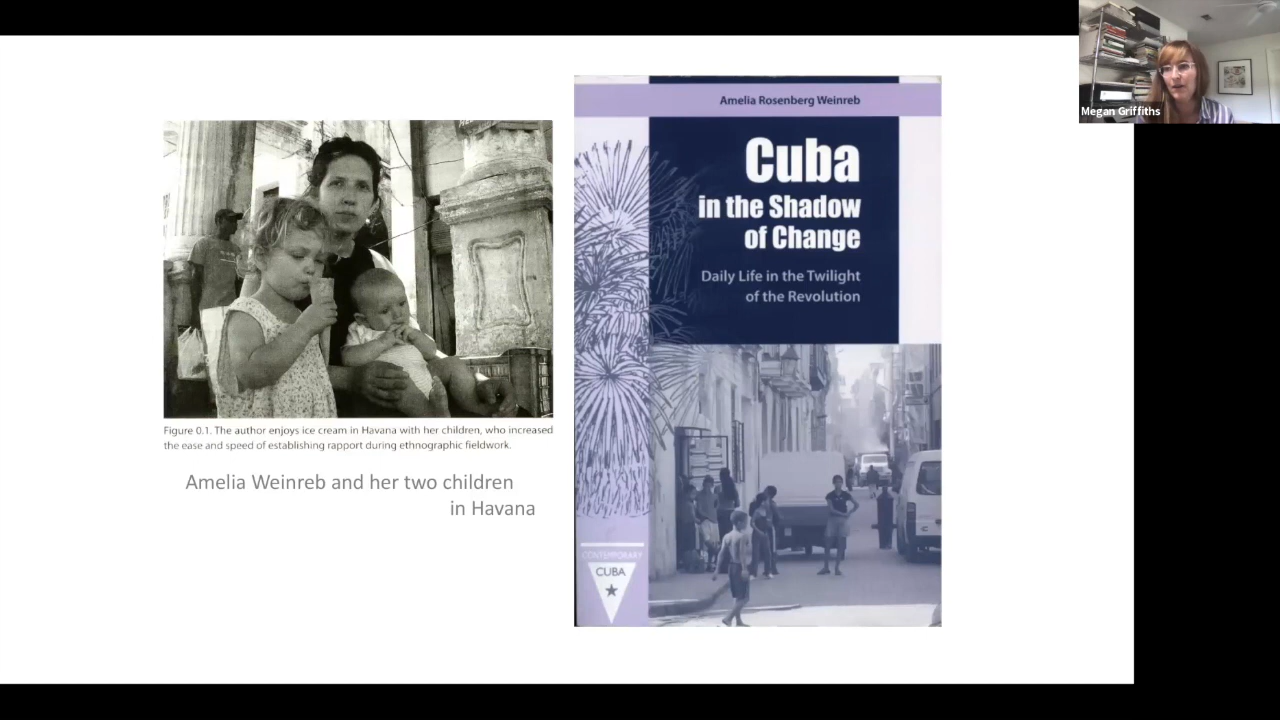 Megan Griffiths
Amelia Rosenberg Weinreb
Cuba
in the Shadow
of Change
Daily Life in the Twilight
of the Revolution
CONTEMPORARY
CUBA
Figure 0.1. The author enjoys ice cream in Havana with her children, who increased
the ease and speed of establishing rapport during ethnographic fieldwork.
Amelia Weinreb and her two children
in Havana